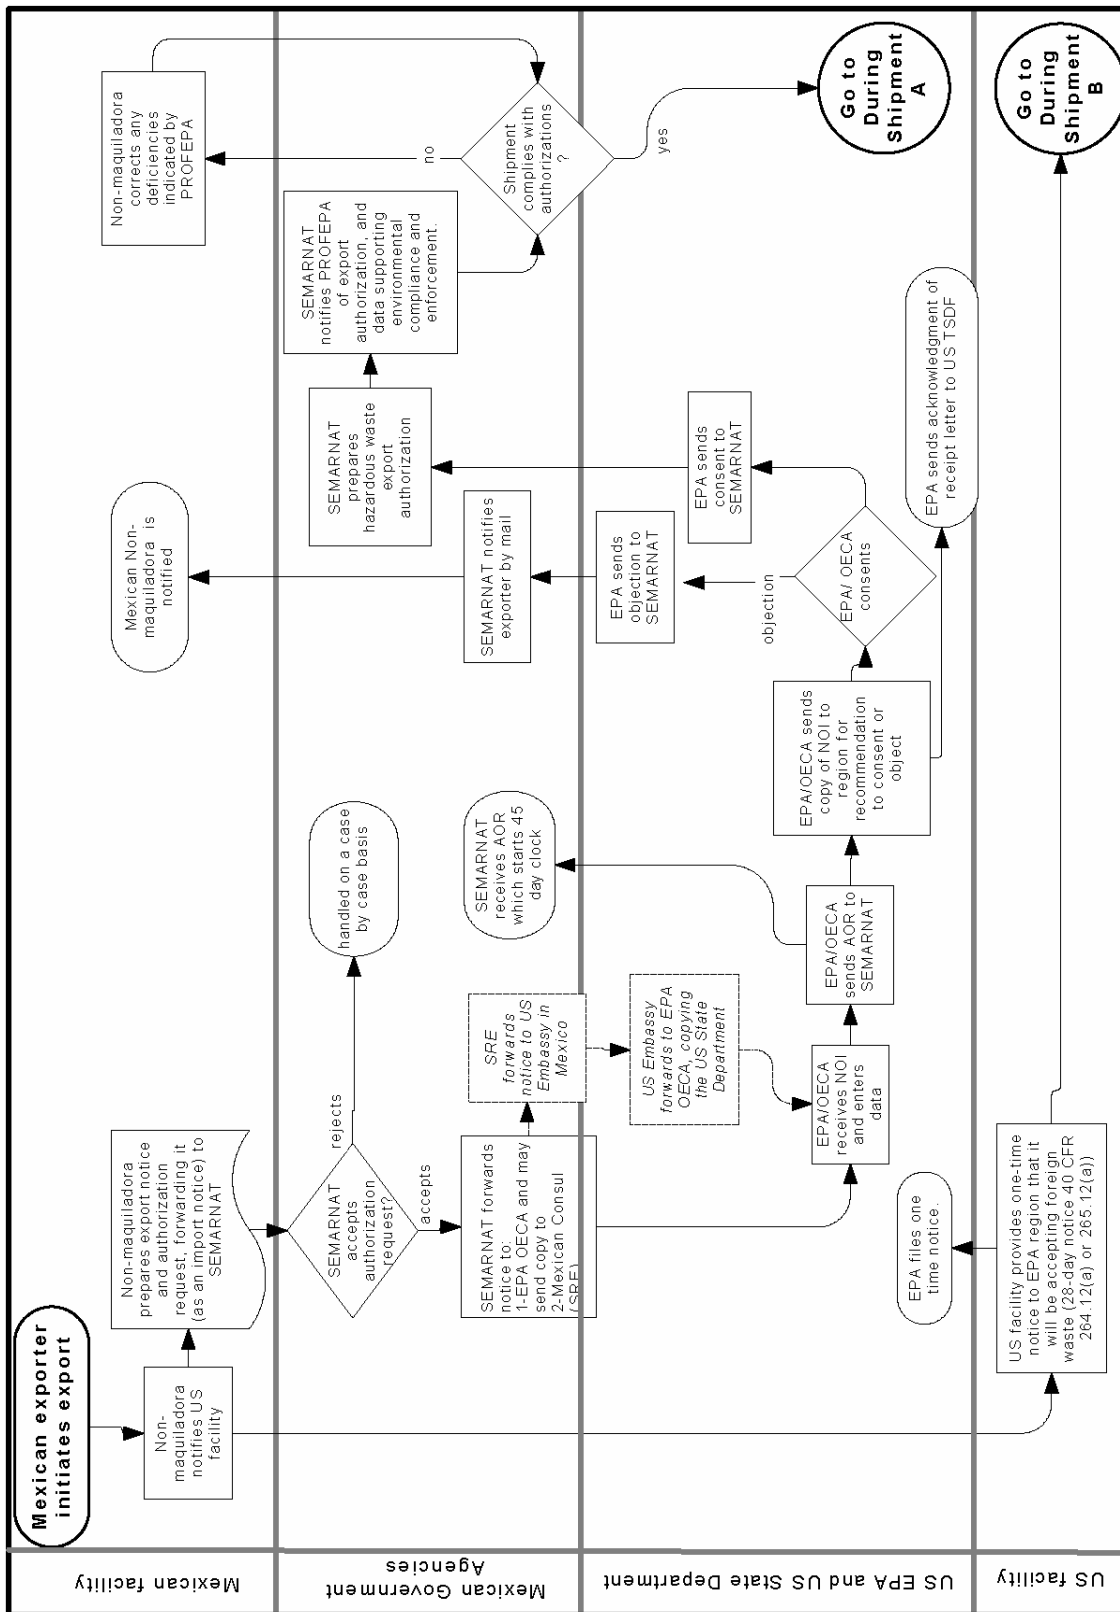 Mexican facility
Mexican exporter
initiates export
Non-
maquiladora
notifies US
facility
Non-maquiladora
prepares export notice
and authorization
request, forwarding it
(as an import notice) to
SEMARNAT
Mexican Non-
maquiladora is
notified
Non-maquiladora
corrects any
deficiencies
indicated by
PROFEPA
Mexican Government
Agencies
SEMARNAT
accepts
authorization
request?
rejects
accepts
handled on a case
by case basis
SEMARNAT forwards
notice to:
1-EPA OECA and may
send copy to
2-Mexican Consul
(SRE)
SRE
forwards
notice to US
Embassy in
Mexico
SEMARNAT
receives AOR
which starts 45
day clock
SEMARNAT notifies
exporter by mail
SEMARNAT
prepares
hazardous waste
export
authorization
SEMARNAT
notifies PROFEPA
of export
authorization, and
data supporting
environmental
compliance and
enforcement.
Shipment
complies with
authorizations
?
no
yes
US EPA and US State Department
US Embassy
forwards to EPA
OECA, copying
the US State
Department
EPA/OECA
receives NOI
and enters
data
EPA/OECA
sends AOR to
SEMARNAT
EPA/OECA sends
copy of NOI to
region for
recommendation
to consent or
object
EPA/ OECA
consents
objection
EPA sends
objection to
SEMARNAT
EPA sends
consent to
SEMARNAT
EPA sends acknowledgment of
receipt letter to US TSDF
EPA files one
time notice.
Go to
During
Shipment
A
US facility
US facility provides one-time
notice to EPA region that it
will be accepting foreign
waste (28-day notice 40 CFR
264.12(a) or 265.12(a))
Go to
During
Shipment
B